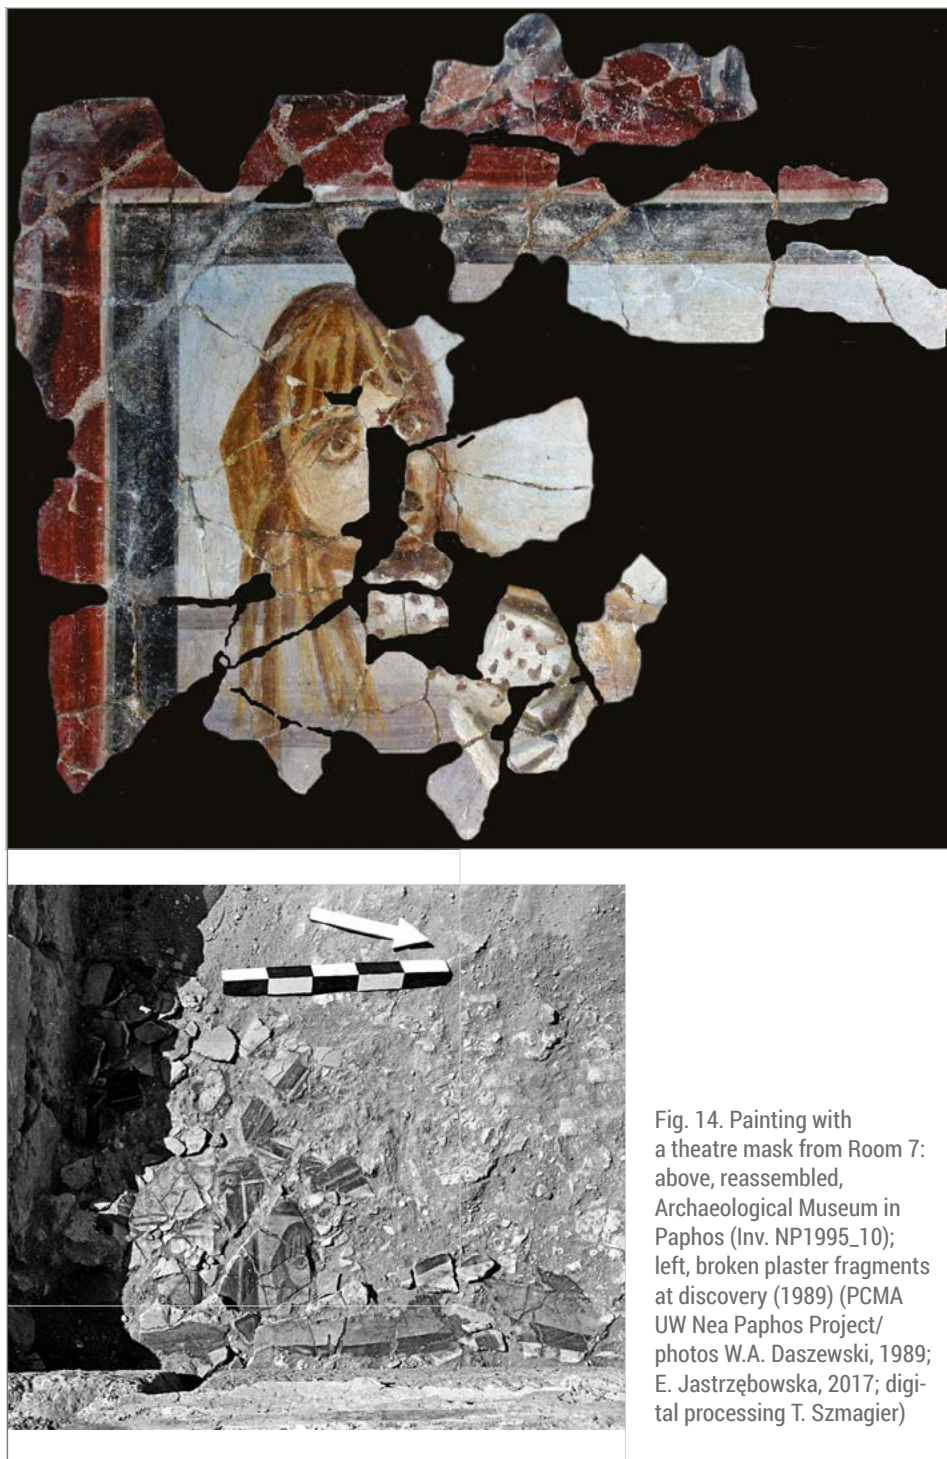 Fig. 14. Painting with
a theatre mask from Room 7:
above, reassembled,
Archaeological Museum in
Paphos (Inv. NP1995_10);
left, broken plaster fragments
at discovery (1989) (PCMA
UW Nea Paphos Project/
photos W.A. Daszewski, 1989;
E. Jastrzębowska, 2017; digi-
tal processing T. Szmagier)